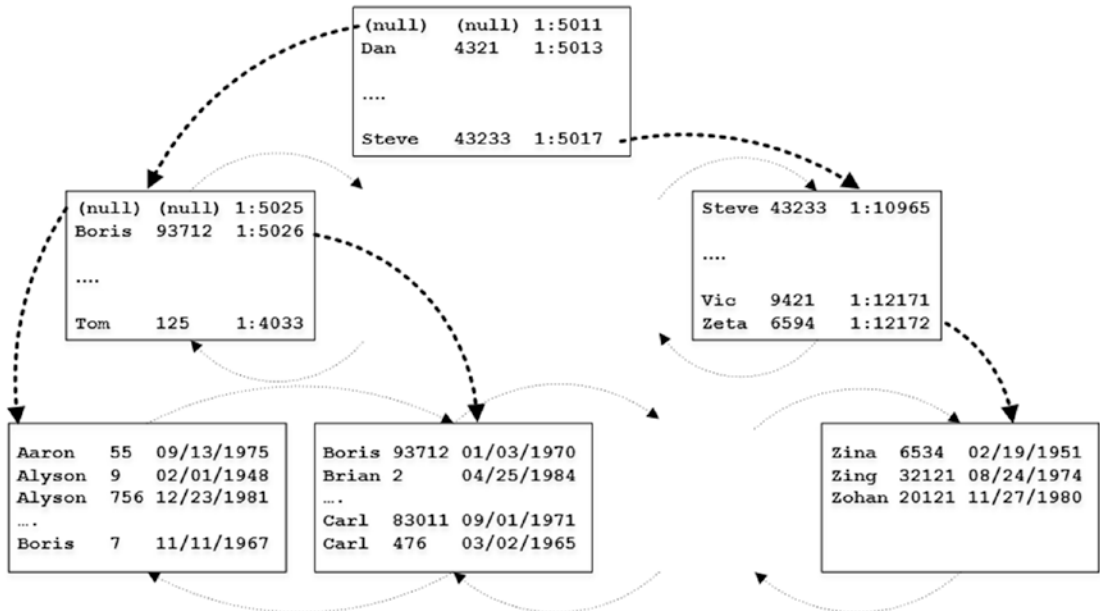 (null) (null) 1:5011
Dan 4321 1:5013
....
Steve 43233 1:5017
(null) (null) 1:5025
Boris 93712 1:5026
....
Tom 125 1:4033
Steve 43233 1:10965
....
Vic 9421 1:12171
Zeta 6594 1:12172
Aaron 55 09/13/1975
Alyson 9 02/01/1948
Alyson 756 12/23/1981
....
Boris 7 11/11/1967
Boris 93712 01/03/1970
Brian 2 04/25/1984
....
Carl 83011 09/01/1971
Carl 476 03/02/1965
Zina 6534 02/19/1951
Zing 32121 08/24/1974
Zohan 20121 11/27/1980